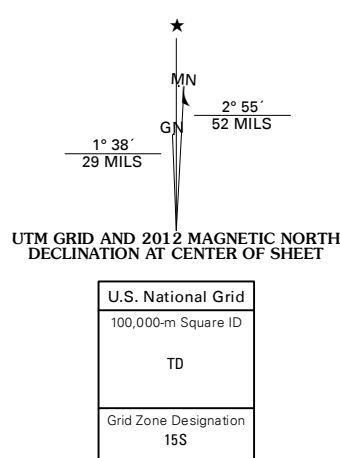 ★
MN
2° 55´
52 MILS
GN
1° 38´
29 MILS
UTM GRID AND 2012 MAGNETIC NORTH
DECLINATION AT CENTER OF SHEET
U.S. National Grid
100,000-m Square ID
TD
Grid Zone Designation
15S